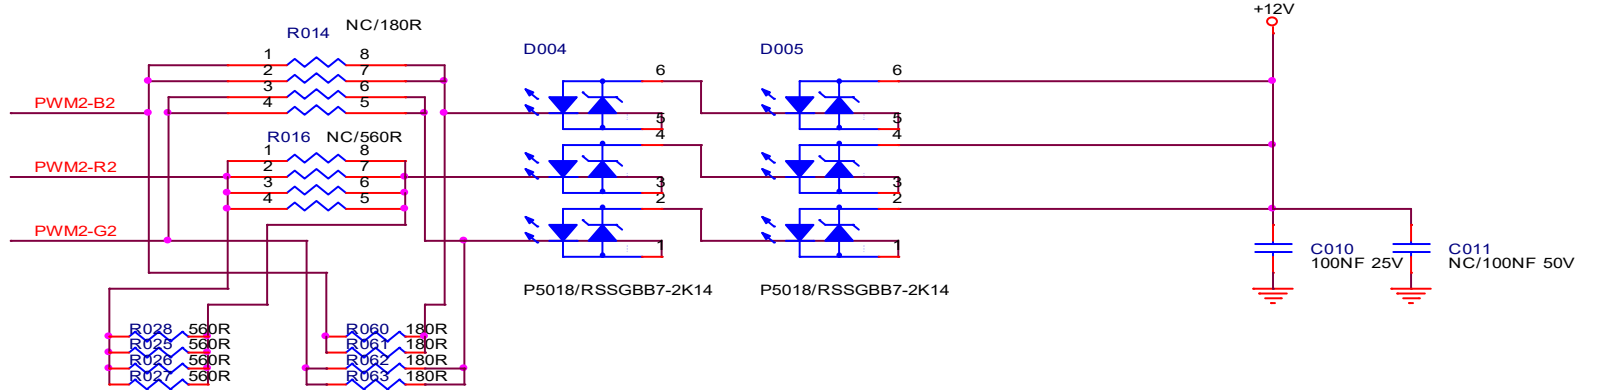 +12V
R014 NC/180R
D004
D005
1 8
2 7
3 6
4 5
6
6
PWM2-B2
5
5
R016 NC/560R
4
4
1 8
PWM2-R2
2 7
3 6
3
3
4 5
2
2
PWM2-G2
1
1
C010
100NF 25V
C011
NC/100NF 50V
P5018/RSSGBB7-2K14
P5018/RSSGBB7-2K14
R028 560R
R060 180R
R025 560R
R061 180R
R026 560R
R062 180R
R027 560R
R063 180R